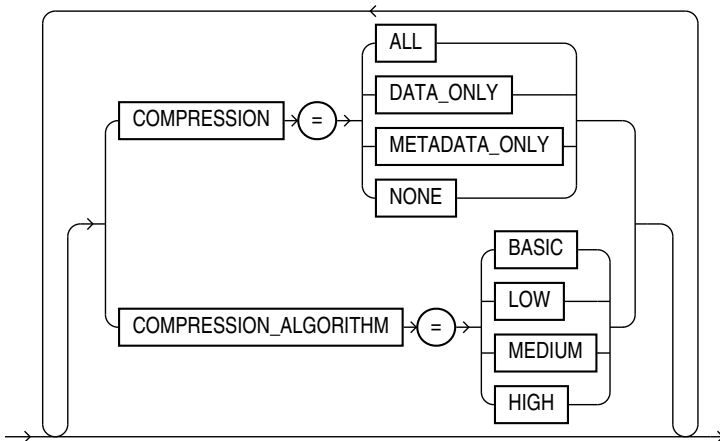 ALL
DATA_ONLY
COMPRESSION = METADATA_ONLY
NONE
BASIC
LOW
COMPRESSION_ALGORITHM = MEDIUM
HIGH